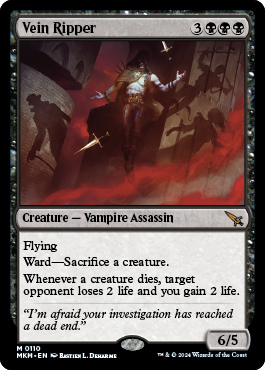 Vein Ripper 3
Creature — Vampire Assassin
Flying
Ward—Sacrifice a creature.
Whenever a creature dies, target
opponent loses 2 life and you gain 2 life.
“I’m afraid your investigation has reached
a dead end.”
6/5
M 0110
MKM • EN Bastien L. Deharme
™ & © 2024 Wizards of the Coast